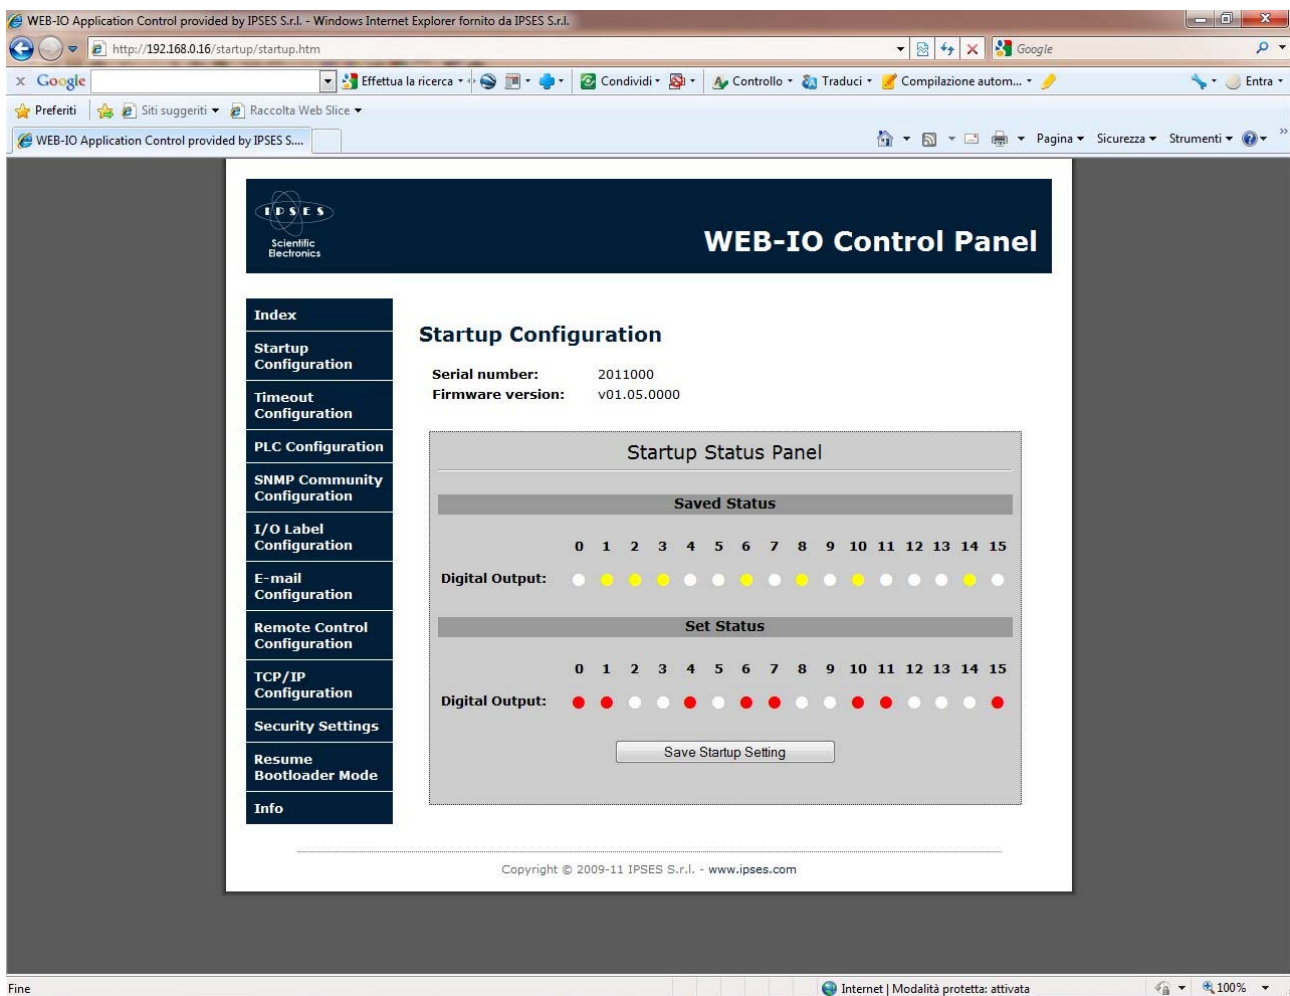 WEB-IO Application Control provided by IPSES S.r.l. - Windows Internet Explorer fornito da IPSES S.r.l.
http://192.168.0.16/startup/startup.htm
Google
x Google
Effettua la ricerca
Condividi
Controllo
Traduci
Compilazione autom...
Entra
Preferiti
Siti suggeriti
Raccolta Web Slice
WEB-IO Application Control provided by IPSES S....
Pagina
Sicurezza
Strumenti
IPSES
Scientific
Electronics
WEB-IO Control Panel
Index
Startup
Configuration
Timeout
Configuration
PLC Configuration
SNMP Community
Configuration
I/O Label
Configuration
E-mail
Configuration
Remote Control
Configuration
TCP/IP
Configuration
Security Settings
Resume
Bootloader Mode
Info
Startup Configuration
Serial number: 2011000
Firmware version: v01.05.0000
Startup Status Panel
Saved Status
0 1 2 3 4 5 6 7 8 9 10 11 12 13 14 15
Digital Output:
Set Status
0 1 2 3 4 5 6 7 8 9 10 11 12 13 14 15
Digital Output:
Save Startup Setting
Copyright © 2009-11 IPSES S.r.l. - www.ipses.com
Fine
Internet | Modalità protetta: attivata
100%